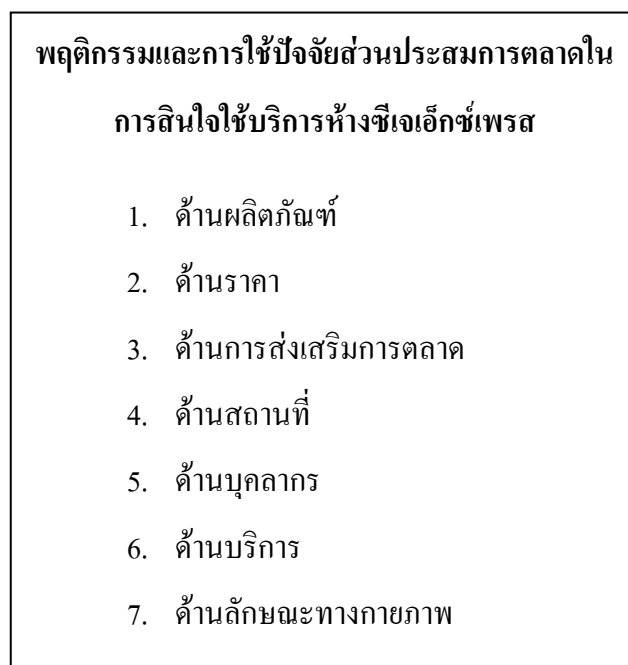 พฤติกรรมและการใช้ปัจจัยส่วนประสมการตลาดใน
การสินใจใช้บริการห้างซีเจเอ็กซ์เพรส
1. ด้านผลิตภัณฑ์
2. ด้านราคา
3. ด้านการส่งเสริมการตลาด
4. ด้านสถานที่
5. ด้านบุคลากร
6. ด้านบริการ
7. ด้านลักษณะทางกายภาพ